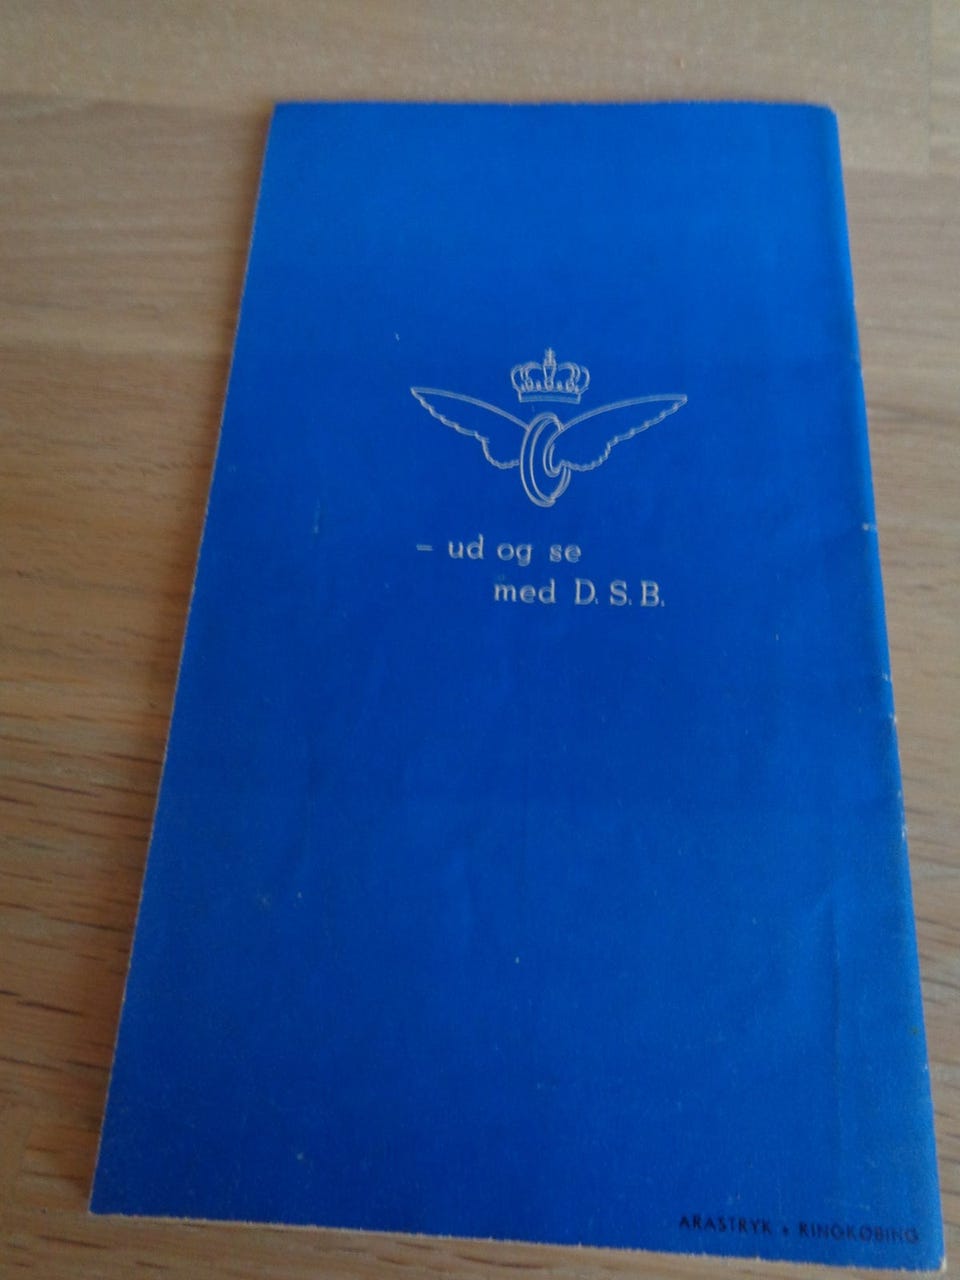 – ud og se
med D. S. B.
ARASTRYK • RINGKØBING